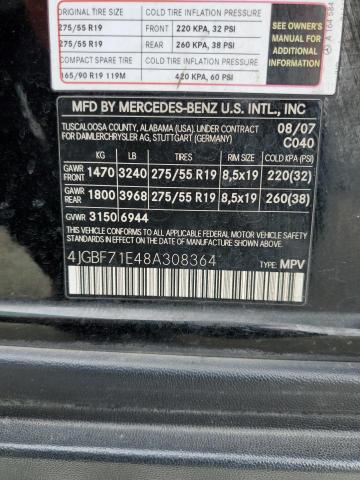 ORIGINAL TIRE SIZE COLD TIRE INFLATION PRESSURE
275/55 R19 FRONT 220 KPA, 32 PSI
275/55 R19 REAR 260 KPA, 38 PSI
COMPACT SPARE TIRE COLD TIRE INFLATION PRESSURE
165/90 R19 119M 420 KPA, 60 PSI
SEE OWNER'S
MANUAL FOR
ADDITIONAL
INFORMATION
MFD BY MERCEDES-BENZ U.S. INTL., INC
TUSCALOOSA COUNTY, ALABAMA (USA). UNDER CONTRACT 08/07
FOR DAIMLERCHRYSLER AG, STUTTGART (GERMANY) C040
KG LB TIRES RIM SIZE COLD KPA (PSI)
GAWR FRONT 1470 3240 275/55 R19 8,5x19 220(32)
GAWR REAR 1800 3968 275/55 R19 8,5x19 260(38)
GVWR 3150 6944
THIS VEHICLE CONFORMS TO ALL APPLICABLE U.S. FEDERAL MOTOR VEHICLE SAFETY AND THEFT PREVENTION STANDARDS IN EFFECT ON THE DATE OF MANUFACTURE SHOWN ABOVE.
4JGBF71E48A308364 TYPE: MPV